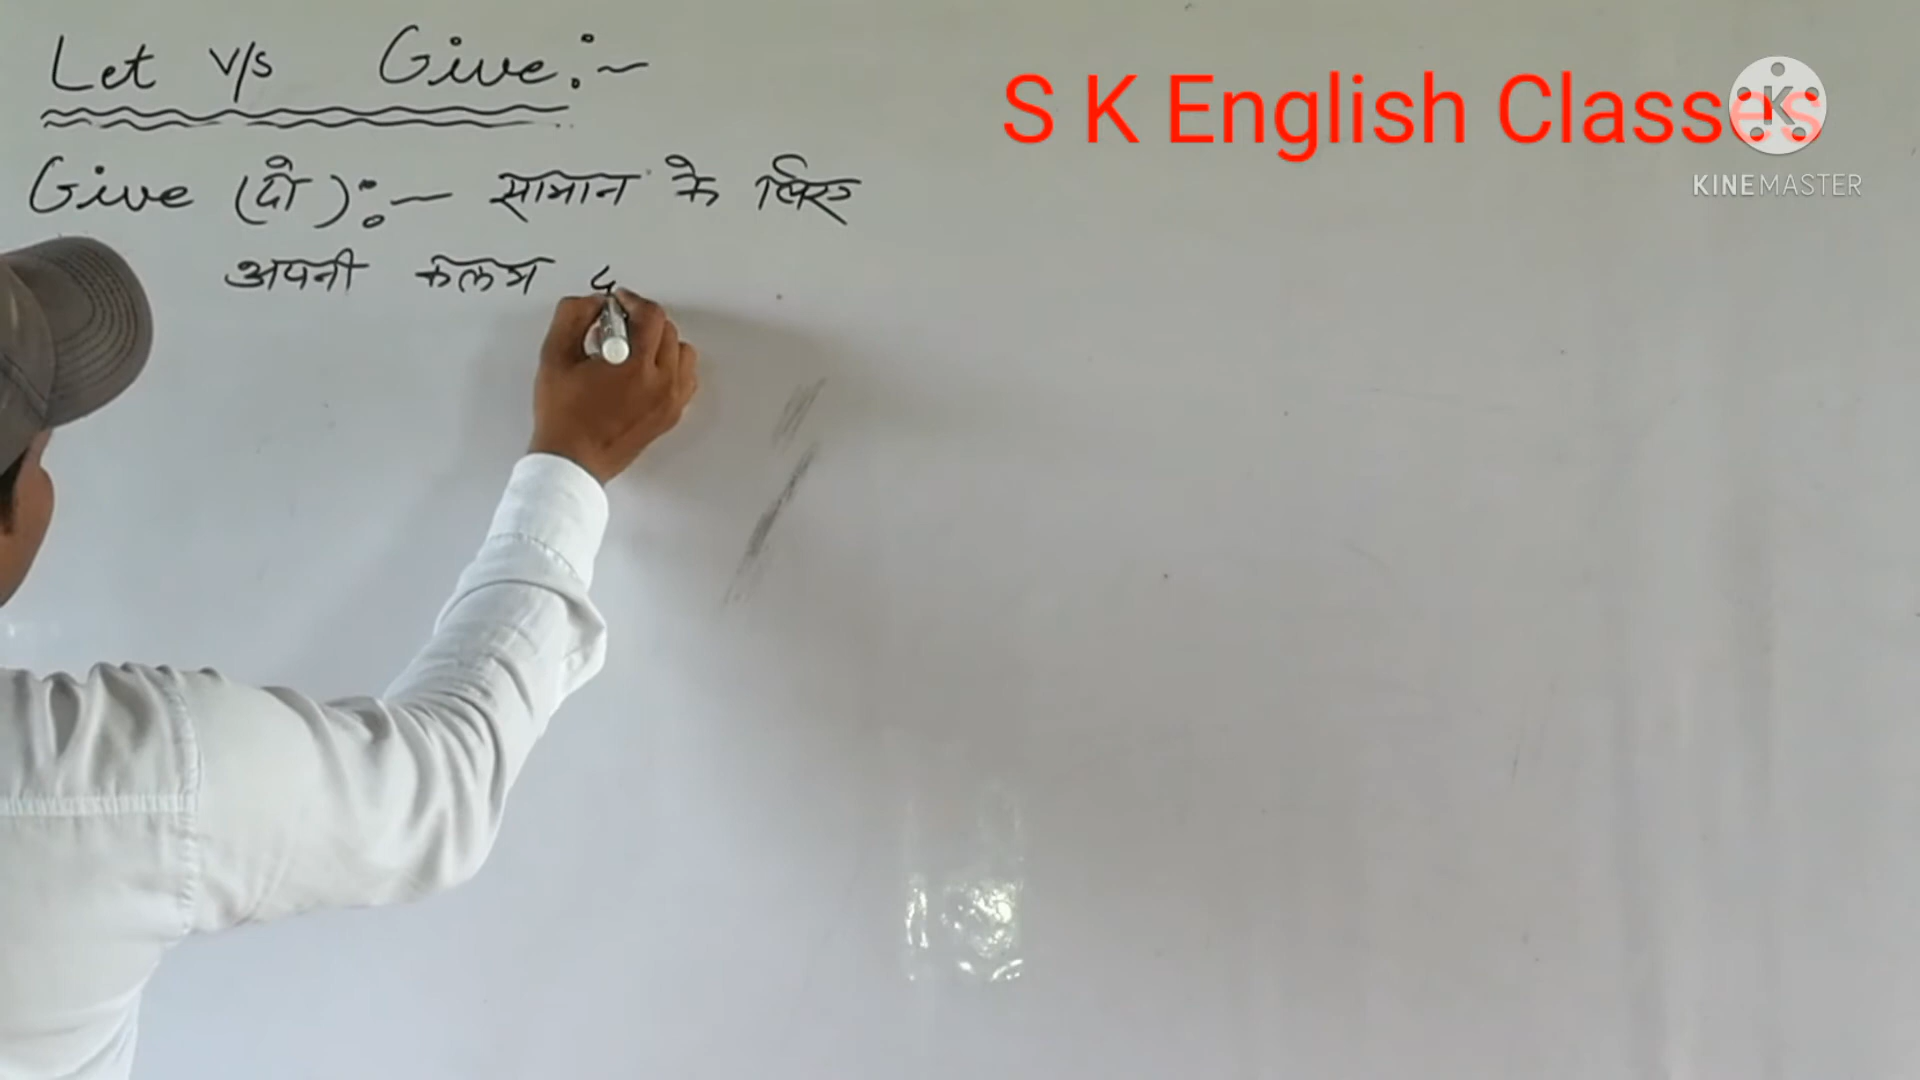 Let v/s Give :-
S K English Classes
KINEMASTER
Give (दो) :- सामान के लिए
अपनी कलम